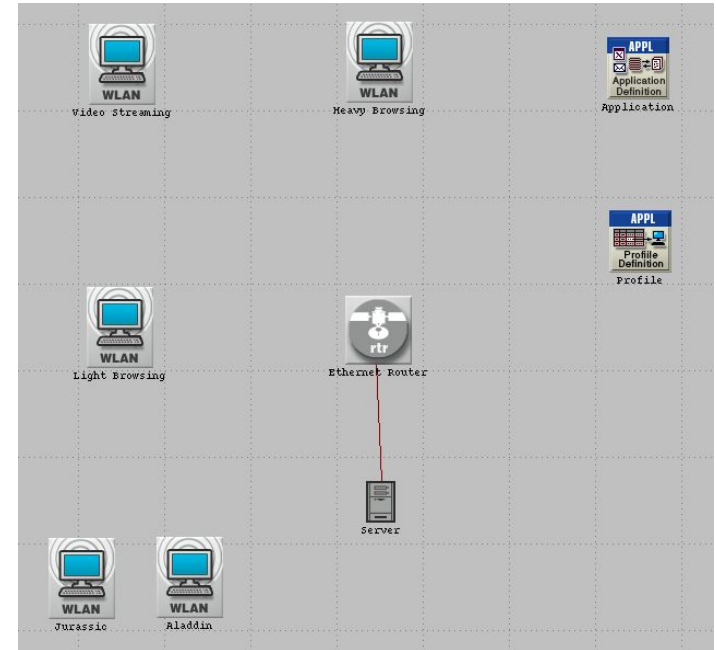 WLAN
Video Streaming
WLAN
Heavy Browsing
APPL
Application
Definition
Application
APPL
Profile
Definition
Profile
WLAN
Light Browsing
rtr
Ethernet Router
Server
WLAN
Jurassic
WLAN
Aladdin